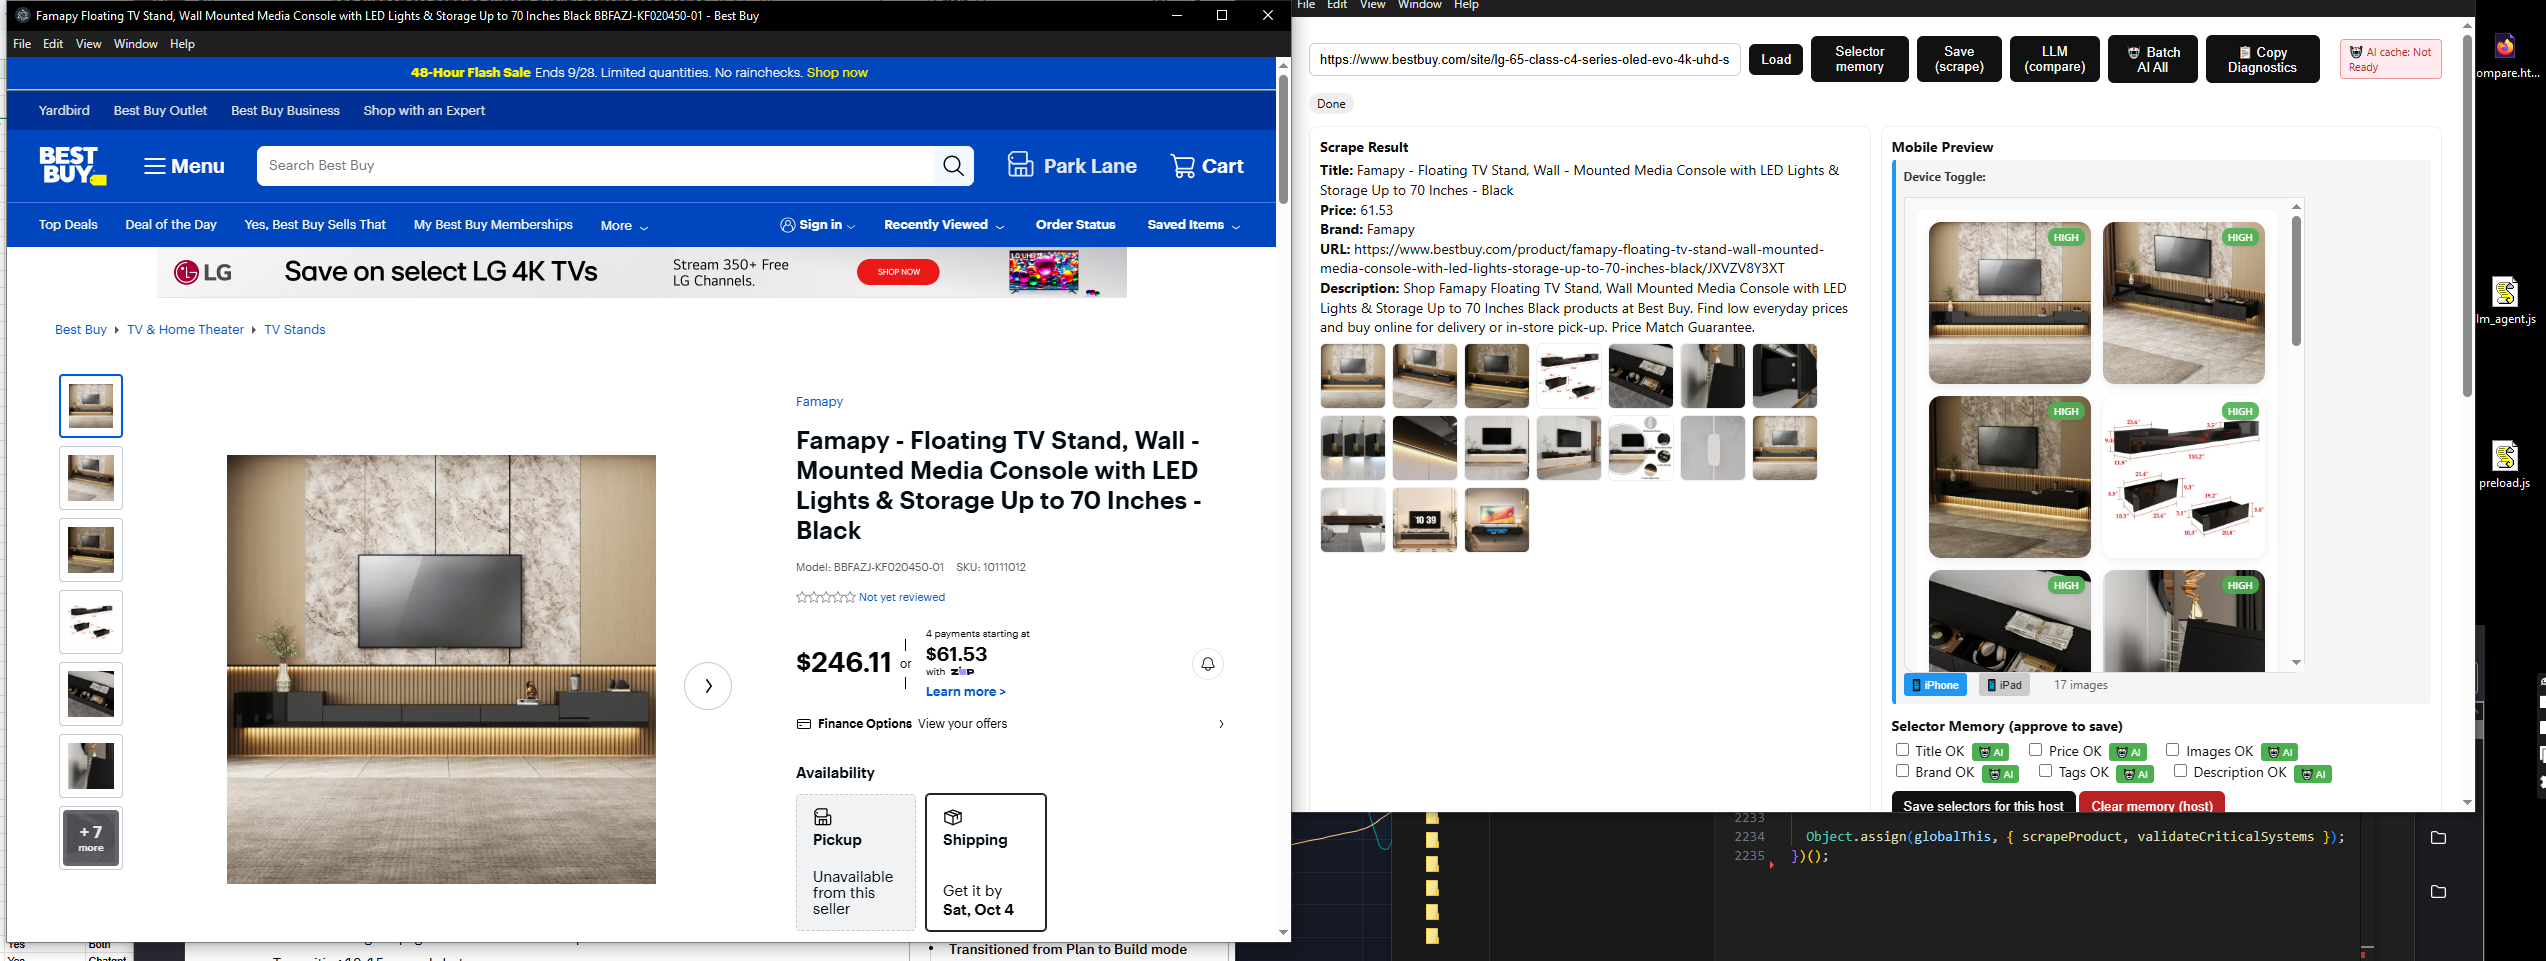 Famapy Floating TV Stand, Wall Mounted Media Console with LED Lights & Storage Up to 70 Inches Black BBFAZJ-KF020450-01 - Best Buy
File Edit View Window Help
48-Hour Flash Sale Ends 9/28. Limited quantities. No rainchecks. Shop now
Yardbird Best Buy Outlet Best Buy Business Shop with an Expert
BEST BUY
Menu
Search Best Buy
Park Lane
Cart
Top Deals Deal of the Day Yes, Best Buy Sells That My Best Buy Memberships More
Sign in Recently Viewed Order Status Saved Items
LG
Save on select LG 4K TVs
Stream 350+ Free
LG Channels.
SHOP NOW
Best Buy TV & Home Theater TV Stands
+7
more
Famapy
Famapy - Floating TV Stand, Wall -
Mounted Media Console with LED
Lights & Storage Up to 70 Inches -
Black
Model: BBFAZJ-KF020450-01 SKU: 10111012
Not yet reviewed
$246.11
or
4 payments starting at
$61.53
with Zip
Learn more >
Finance Options View your offers
Availability
Pickup
Unavailable
from this
seller
Shipping
Get it by
Sat, Oct 4
Yes Both
Transitioned from Plan to Build mode
File Edit View Window Help
https://www.bestbuy.com/site/lg-65-class-c4-series-oled-evo-4k-uhd-s
Load
Selector
memory
Save
(scrape)
LLM
(compare)
Batch
AI All
Copy
Diagnostics
AI cache: Not
Ready
Done
Scrape Result
Title: Famapy - Floating TV Stand, Wall - Mounted Media Console with LED Lights &
Storage Up to 70 Inches - Black
Price: 61.53
Brand: Famapy
URL: https://www.bestbuy.com/product/famapy-floating-tv-stand-wall-mounted-
media-console-with-led-lights-storage-up-to-70-inches-black/JXVZV8Y3XT
Description: Shop Famapy Floating TV Stand, Wall Mounted Media Console with LED
Lights & Storage Up to 70 Inches Black products at Best Buy. Find low everyday prices
and buy online for delivery or in-store pick-up. Price Match Guarantee.
10 39
Mobile Preview
Device Toggle:
HIGH
HIGH
HIGH
HIGH
110.2"
HIGH
HIGH
iPhone
iPad
17 images
Selector Memory (approve to save)
Title OK AI Price OK AI Images OK AI
Brand OK AI Tags OK AI Description OK AI
Save selectors for this host
Clear memory (host)
2233
2234 Object.assign(globalThis, { scrapeProduct, validateCriticalSystems });
2235 })();
ompare.ht...
lm_agent.js
preload.js